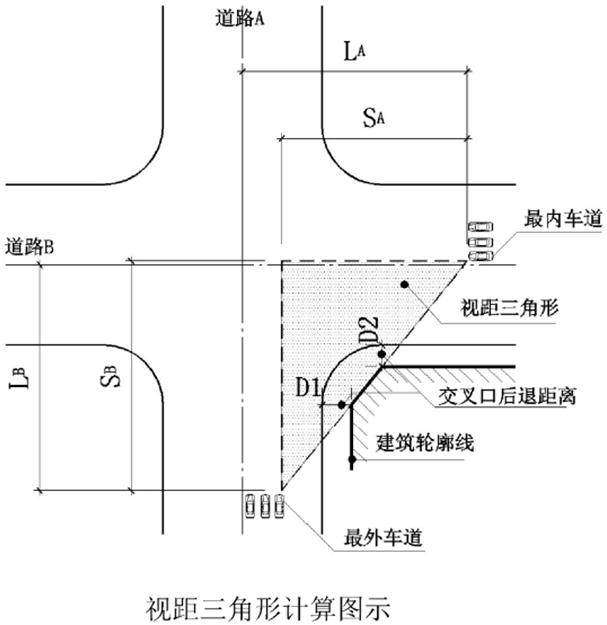 道路A
LA
SA
最内车道
道路B
视距三角形
D2
LB
SB
D1
交叉口后退距离
建筑轮廓线
最外车道
视距三角形计算图示